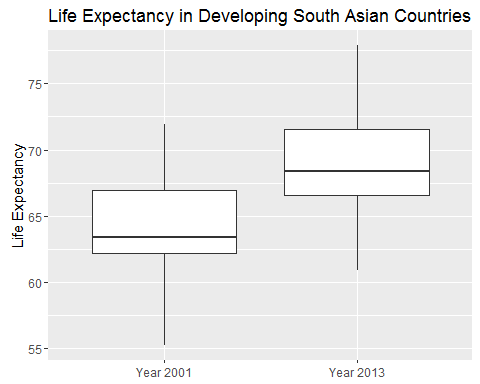 Life Expectancy in Developing South Asian Countries
Life Expectancy
75
70
65
60
55
Year 2001
Year 2013